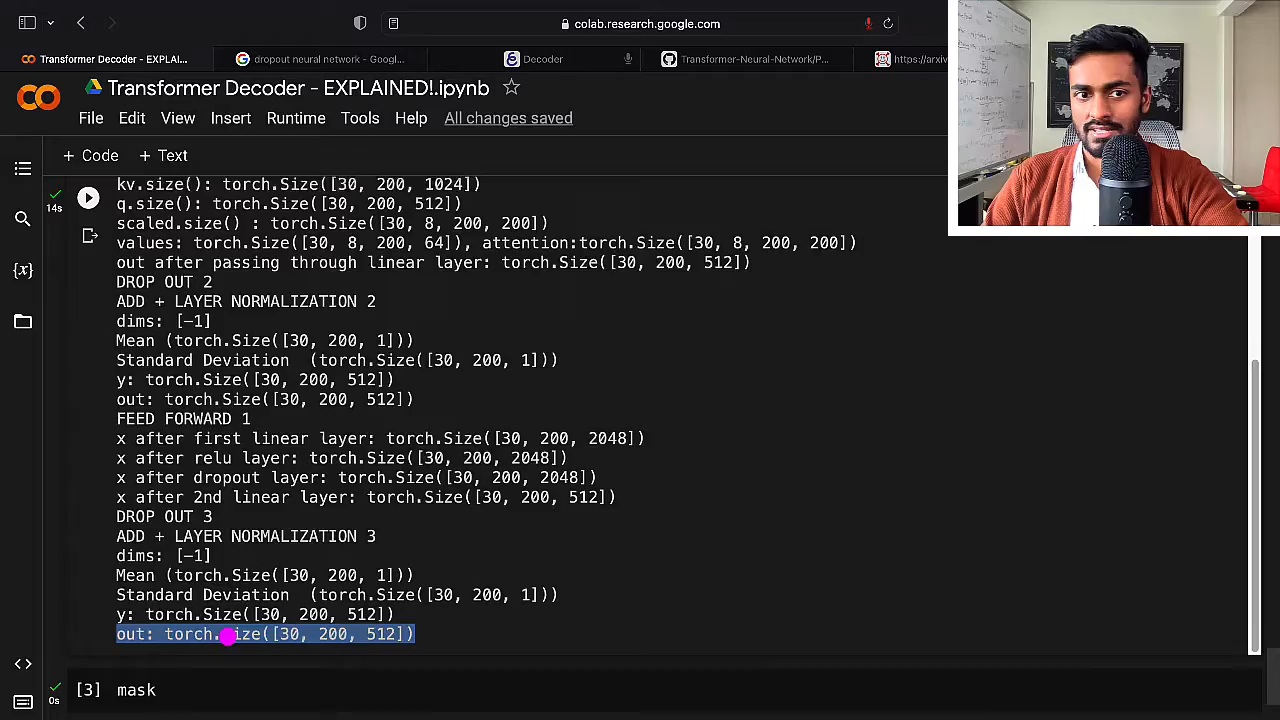 colab.research.google.com
Transformer Decoder - EXPLAI...
dropout neural network - Googl...
Decoder
Transformer-Neural-Network/P...
https://arxiv
Transformer Decoder - EXPLAINED!.ipynb
File Edit View Insert Runtime Tools Help All changes saved
+ Code + Text
14s
kv.size(): torch.Size([30, 200, 1024])
q.size(): torch.Size([30, 200, 512])
scaled.size() : torch.Size([30, 8, 200, 200])
values: torch.Size([30, 8, 200, 64]), attention:torch.Size([30, 8, 200, 200])
out after passing through linear layer: torch.Size([30, 200, 512])
DROP OUT 2
ADD + LAYER NORMALIZATION 2
dims: [-1]
Mean (torch.Size([30, 200, 1]))
Standard Deviation  (torch.Size([30, 200, 1]))
y: torch.Size([30, 200, 512])
out: torch.Size([30, 200, 512])
FEED FORWARD 1
x after first linear layer: torch.Size([30, 200, 2048])
x after relu layer: torch.Size([30, 200, 2048])
x after dropout layer: torch.Size([30, 200, 2048])
x after 2nd linear layer: torch.Size([30, 200, 512])
DROP OUT 3
ADD + LAYER NORMALIZATION 3
dims: [-1]
Mean (torch.Size([30, 200, 1]))
Standard Deviation  (torch.Size([30, 200, 1]))
y: torch.Size([30, 200, 512])
out: torch.Size([30, 200, 512])
[3] mask
0s